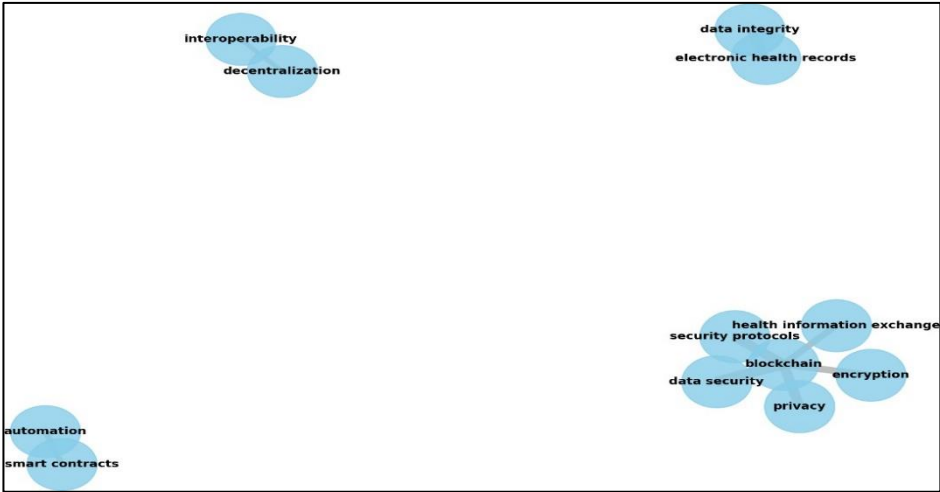 data integrity
interoperability
electronic health records
decentralization
health information exchange
security protocols
blockchain
encryption
data security
privacy
automation
smart contracts